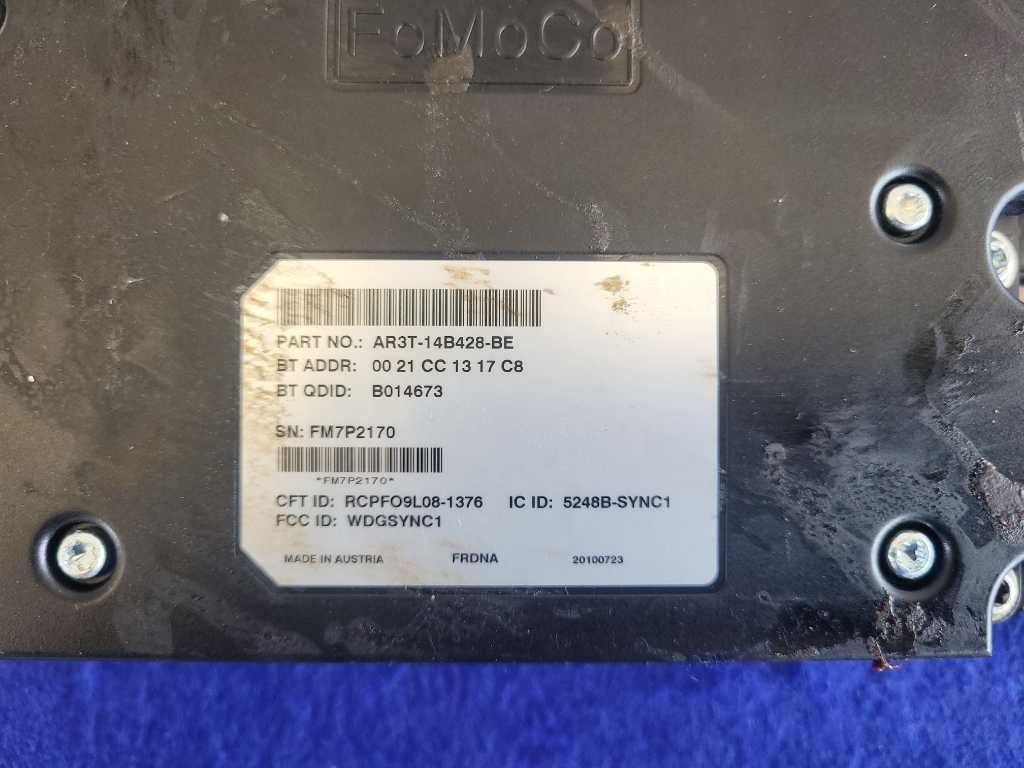 FoMoCo
PART NO.: AR3T-14B428-BE
BT ADDR: 00 21 CC 13 17 C8
BT QDID: B014673
SN: FM7P2170
*FM7P2170*
CFT ID: RCPFO9L08-1376 IC ID: 5248B-SYNC1
FCC ID: WDGSYNC1
MADE IN AUSTRIA FRDNA 20100723